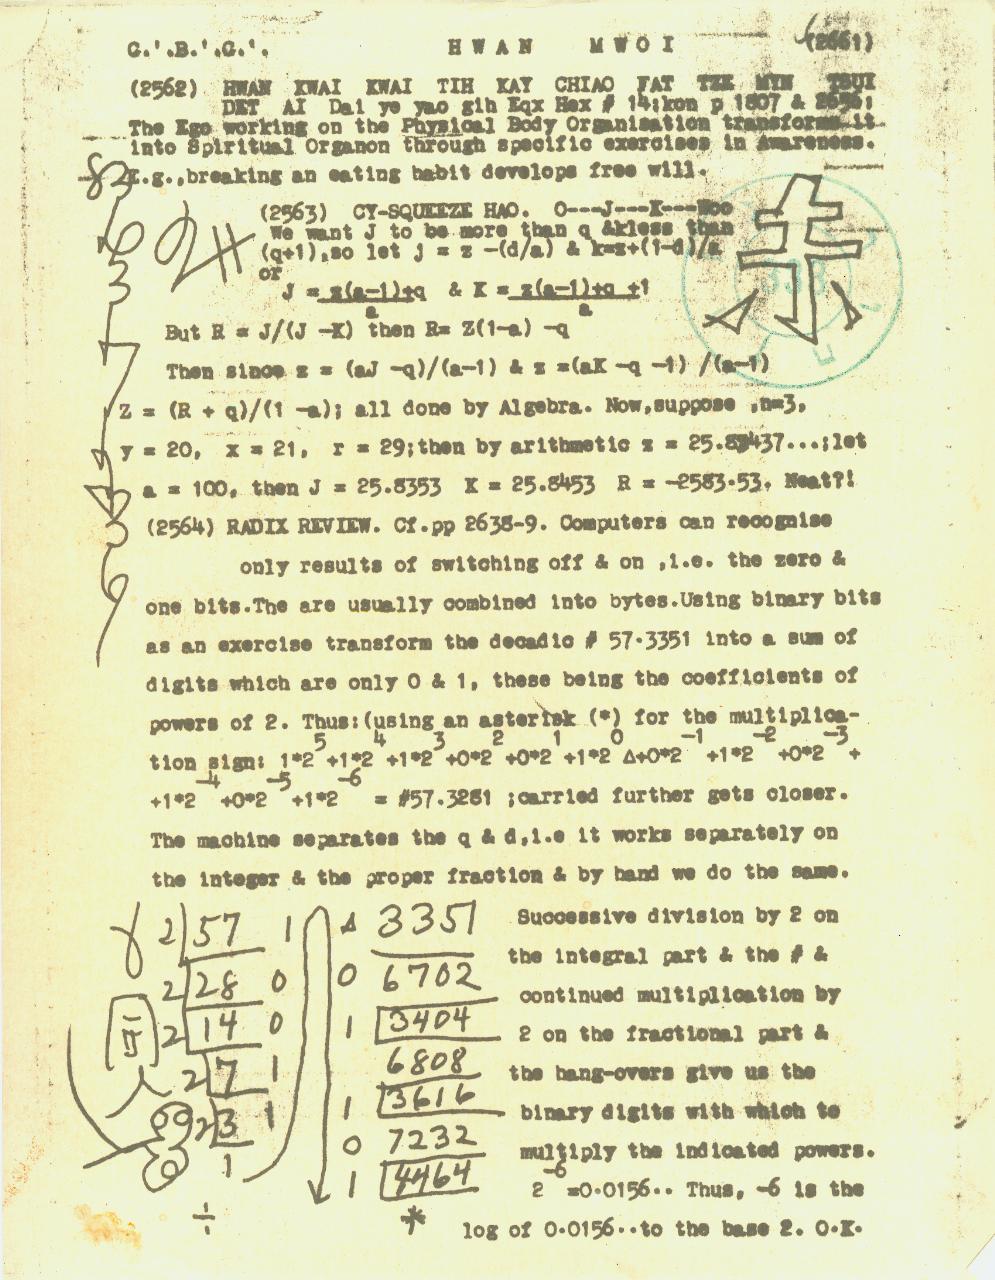 C.'.B.'.G.'. HWAN MWOI (2661)
(2562) HWAN KWAI KWAI TIH KAY CHIAO FAT TZE MYN TSUI
DET AI Dai ye yao gih Eqx Hex # 14;kon p 1807 & 2656;
The Ego working on the Physical Body Organisation transforms it
into Spiritual Organon through specific exercises in Awareness.
E.g.,breaking an eating habit develops free will.
(2563) CY-SQUEEZE HAO. O---J---K---Woo
We want J to be more than q &kless than
(q+1),so let j = z -(d/a) & k=z+(1-d)/a
or
J = z(a-1)+q & K = z(a-1)+q +1
a a
But R = J/(J -K) then R= Z(1-a) -q
Then since z = (aJ -q)/(a-1) & z =(aK -q -1) /(a-1)
Z = (R + q)/(1 -a); all done by Algebra. Now,suppose ,n=3,
y = 20, x = 21, r = 29;then by arithmetic z = 25.83437...;let
a = 100, then J = 25.8353 K = 25.8453 R = -2583.53. Neat?!
(2564) RADIX REVIEW. Cf.pp 2638-9. Computers can recognise
only results of switching off & on ,i.e. the zero &
one bits.The are usually combined into bytes.Using binary bits
as an exercise transform the decadic # 57.3351 into a sum of
digits which are only 0 & 1, these being the coefficients of
powers of 2. Thus:(using an asterisk (*) for the multiplica-
5 4 3 2 1 0 -1 -2 -3
tion sign: 1*2 +1*2 +1*2 +0*2 +0*2 +1*2 Δ+0*2 +1*2 +0*2 +
-4 -5 -6
+1*2 +0*2 +1*2 = #57.3281 ;carried further gets closer.
The machine separates the q & d,i.e it works separately on
the integer & the proper fraction & by hand we do the same.
2 57 1 Δ 3351 Successive division by 2 on
the integral part & the # &
2 28 0 0 6702 continued multiplication by
2 14 0 1 3404 2 on the fractional part &
2 7 1 6808 the hang-overs give us the
2 3 1 1 3616 binary digits with which to
1 0 7232 multiply the indicated powers.
1 4464 2 -6 =0.0156.. Thus, -6 is the
÷ * log of 0.0156..to the base 2. O.K.